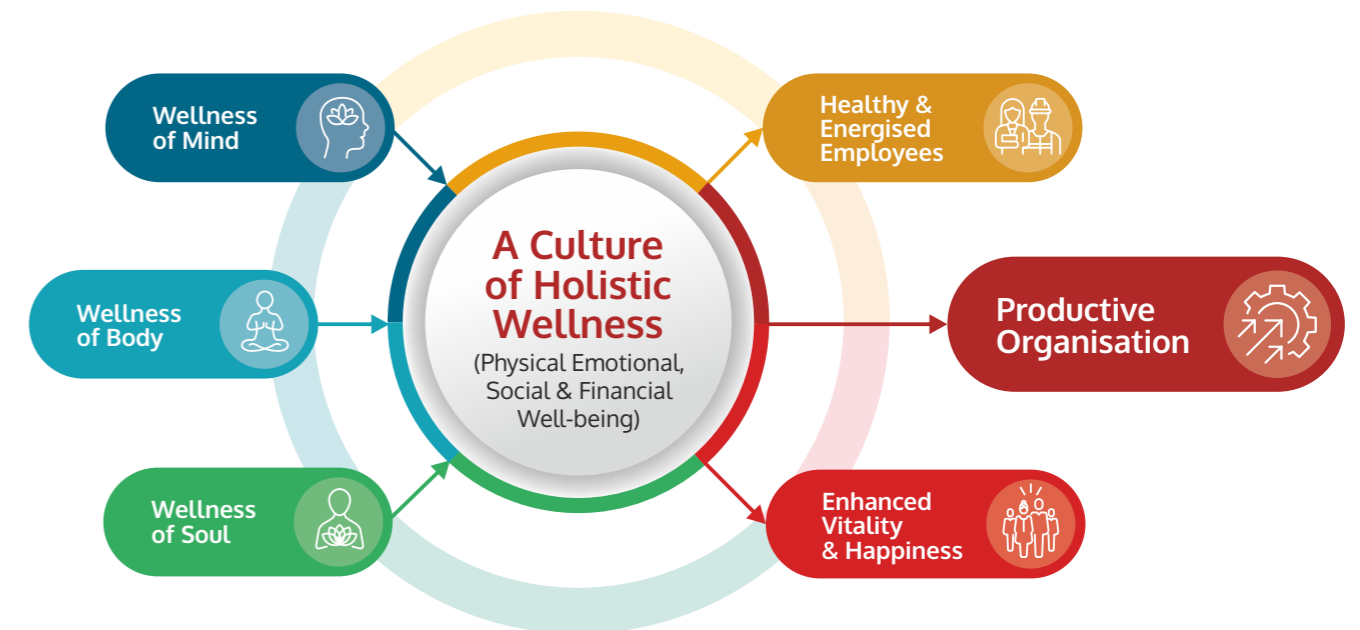 Wellness
of Mind
Wellness
of Body
Wellness
of Soul
A Culture
of Holistic
Wellness
(Physical Emotional,
Social & Financial
Well-being)
Healthy &
Energised
Employees
Productive
Organisation
Enhanced
Vitality
& Happiness